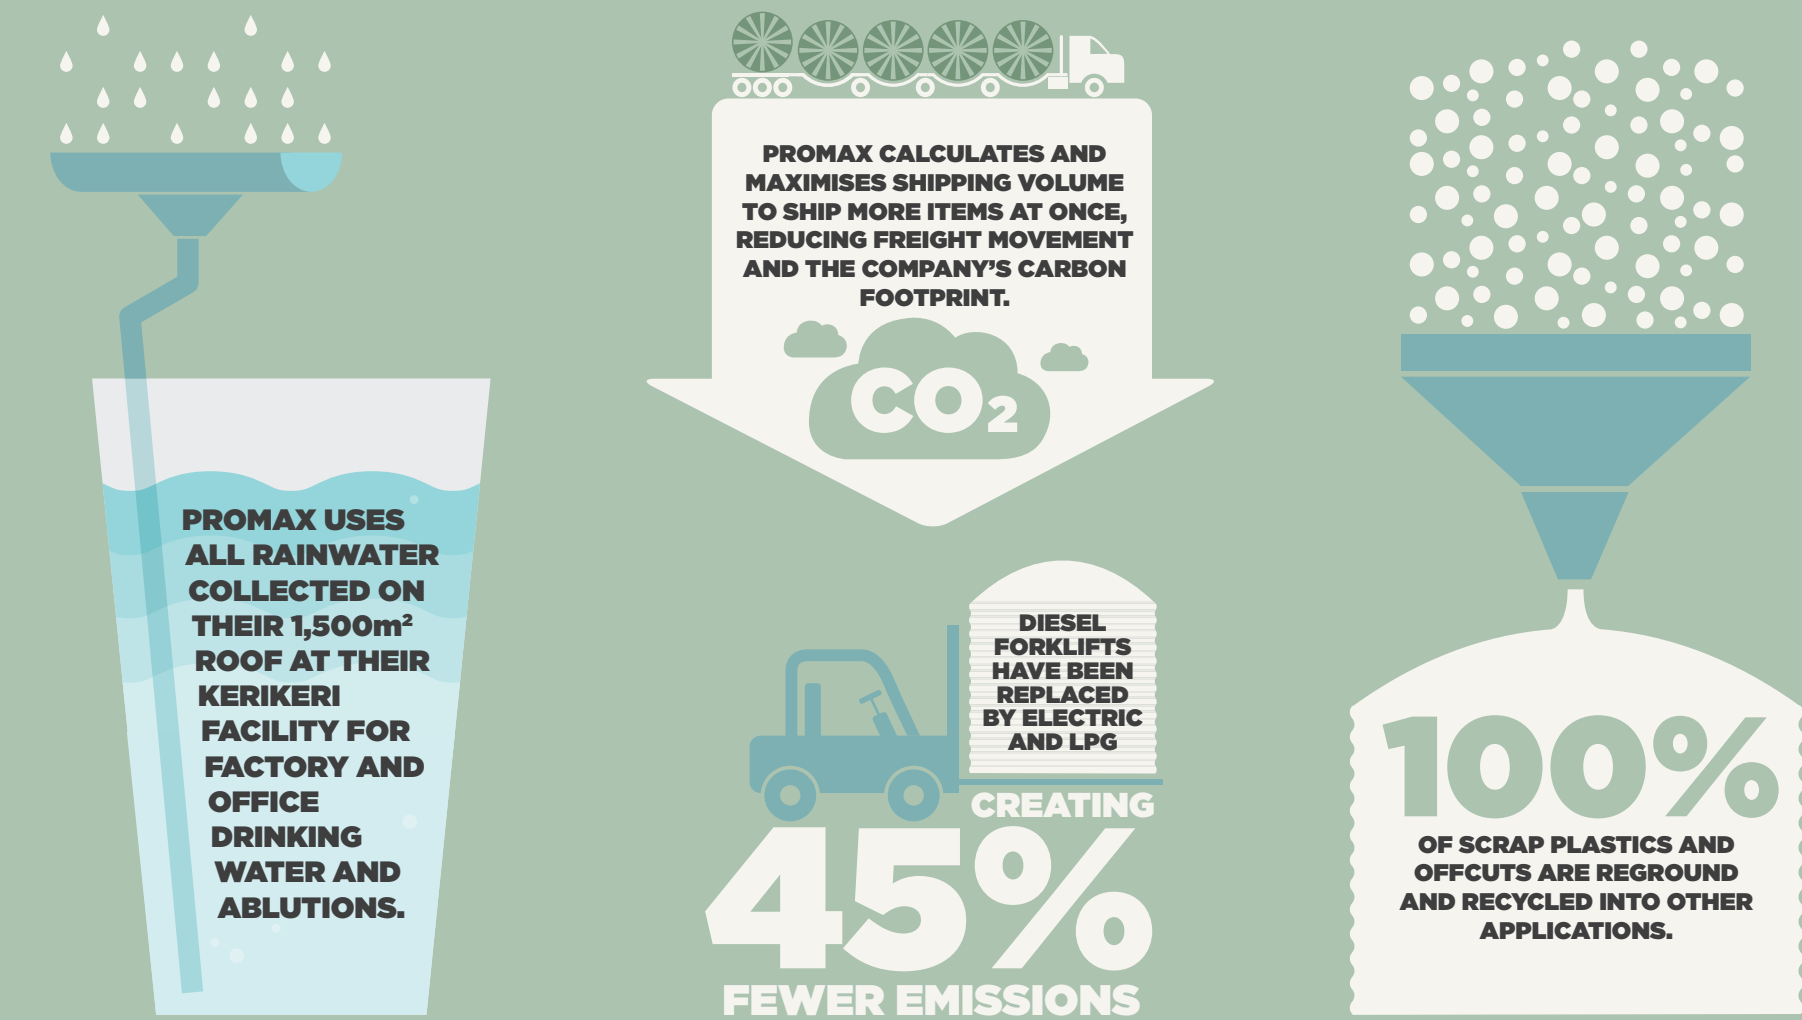 PROMAX USES
ALL RAINWATER
COLLECTED ON
THEIR 1,500m²
ROOF AT THEIR
KERIKERI
FACILITY FOR
FACTORY AND
OFFICE
DRINKING
WATER AND
ABLUTIONS.
PROMAX CALCULATES AND
MAXIMISES SHIPPING VOLUME
TO SHIP MORE ITEMS AT ONCE,
REDUCING FREIGHT MOVEMENT
AND THE COMPANY’S CARBON
FOOTPRINT.
CO₂
DIESEL
FORKLIFTS
HAVE BEEN
REPLACED
BY ELECTRIC
AND LPG
CREATING
45%
FEWER EMISSIONS
100%
OF SCRAP PLASTICS AND
OFFCUTS ARE REGROUND
AND RECYCLED INTO OTHER
APPLICATIONS.